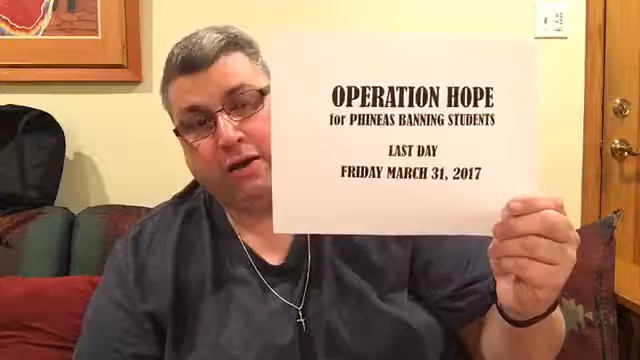 OPERATION HOPE
for PHINEAS BANNING STUDENTS
LAST DAY
FRIDAY MARCH 31, 2017